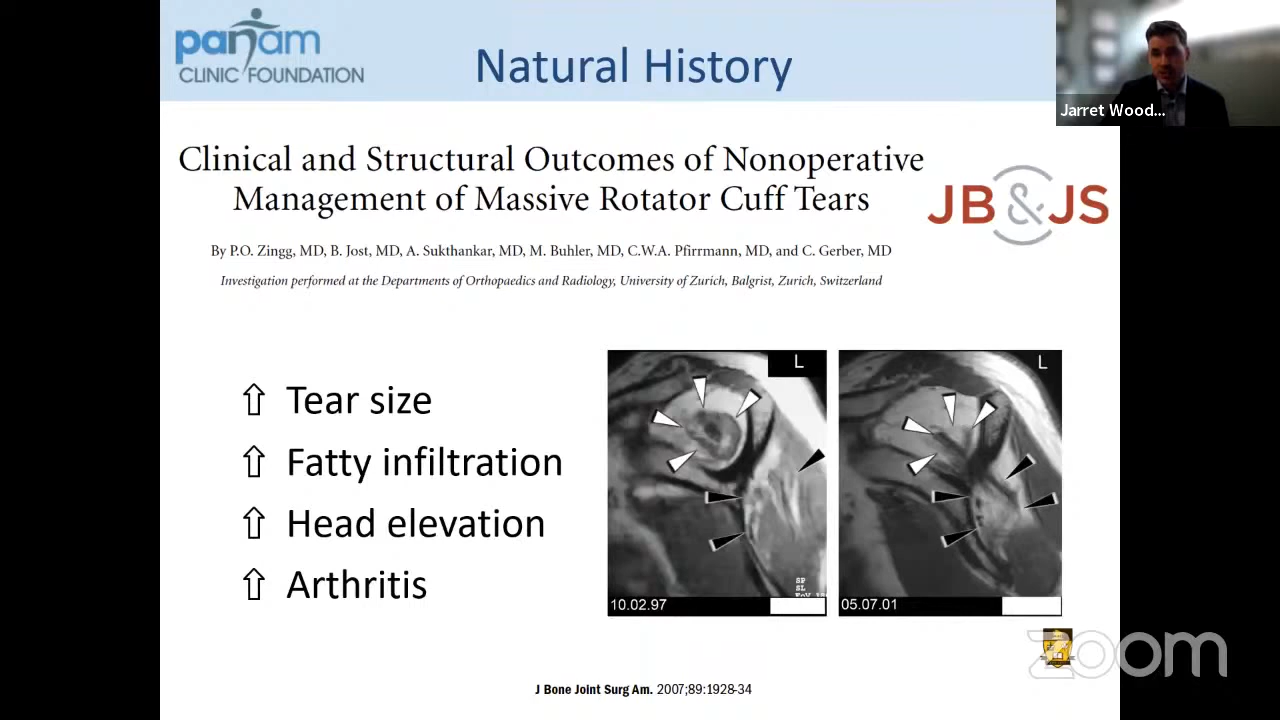 panam
CLINIC FOUNDATION
Natural History
Jarret Wood...
Clinical and Structural Outcomes of Nonoperative
Management of Massive Rotator Cuff Tears
JB&JS
By P.O. Zingg, MD, B. Jost, MD, A. Sukthankar, MD, M. Buhler, MD, C.W.A. Pfirrmann, MD, and C. Gerber, MD
Investigation performed at the Departments of Orthopaedics and Radiology, University of Zurich, Balgrist, Zurich, Switzerland
⇧ Tear size
⇧ Fatty infiltration
⇧ Head elevation
⇧ Arthritis
L
L
SP
SL
10.02.97
05.07.01
zoom
J Bone Joint Surg Am. 2007;89:1928-34